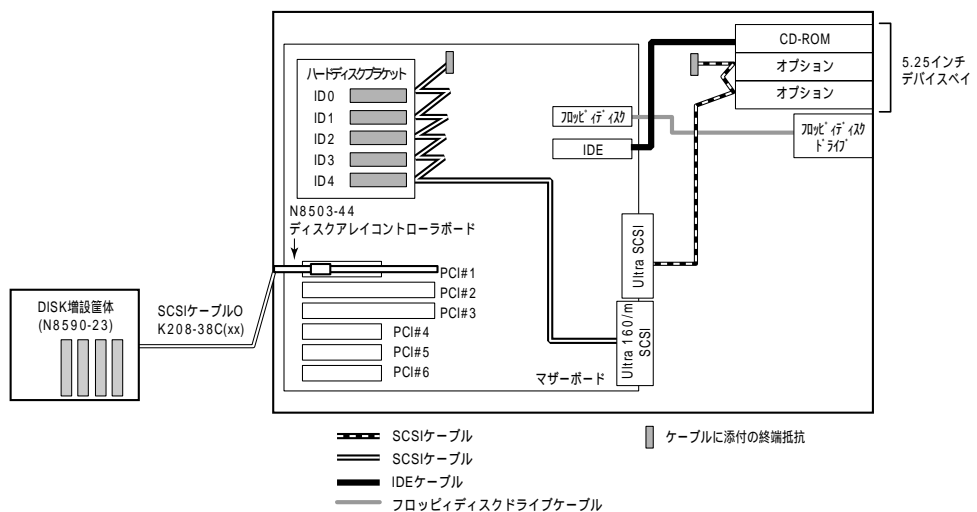 CD-ROM
オプション
オプション
5.25インチ
デバイスベイ
ハードディスクブラケット
ID0
ID1
ID2
ID3
ID4
フロッピィディスク
IDE
フロッピィディスク
ドライブ
N8503-44
ディスクアレイコントローラボード
Ultra SCSI
PCI#1
PCI#2
PCI#3
PCI#4
PCI#5
PCI#6
Ultra 160/m
SCSI
マザーボード
DISK増設筐体
(N8590-23)
SCSIケーブルO
K208-38C(xx)
SCSIケーブル
SCSIケーブル
IDEケーブル
フロッピィディスクドライブケーブル
ケーブルに添付の終端抵抗